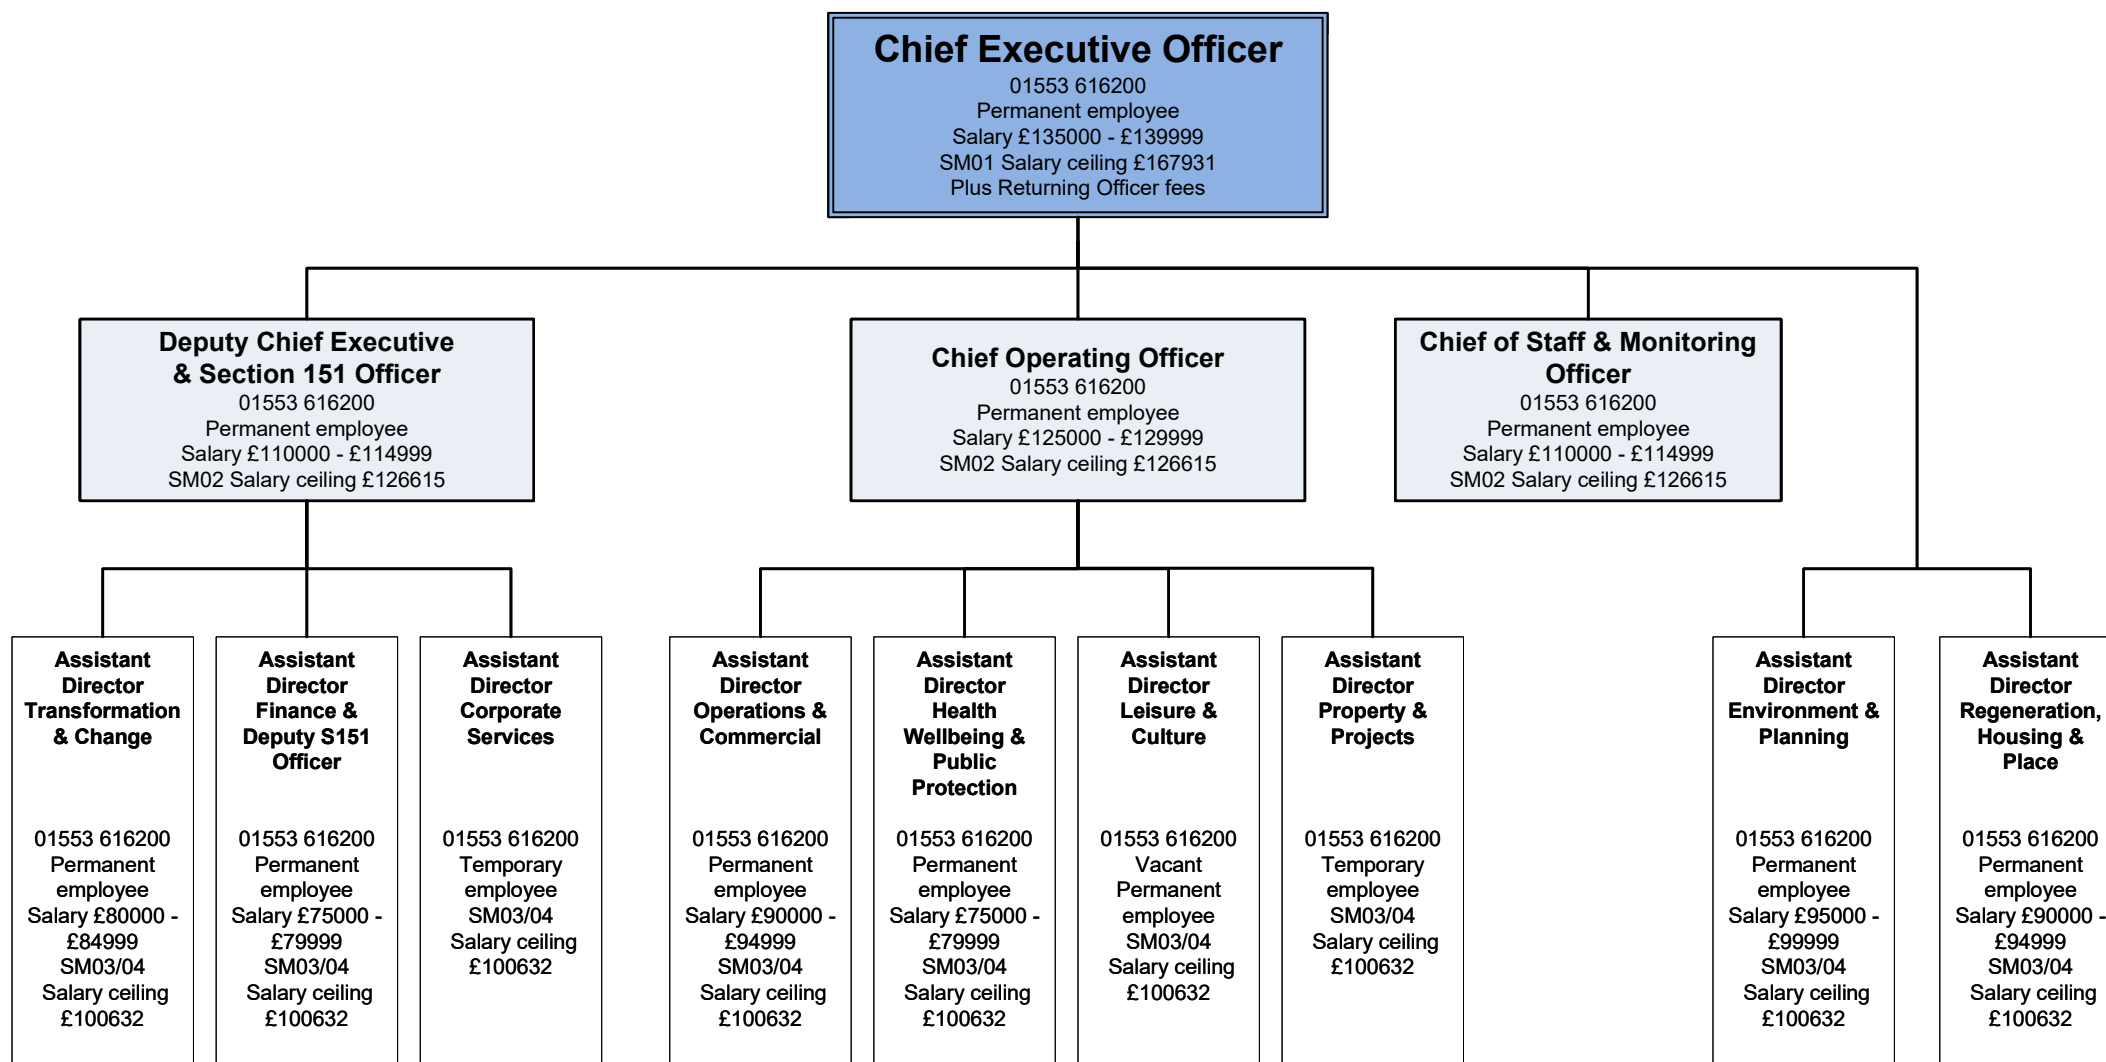 Chief Executive Officer
01553 616200
Permanent employee
Salary £135000 - £139999
SM01 Salary ceiling £167931
Plus Returning Officer fees
Deputy Chief Executive
& Section 151 Officer
01553 616200
Permanent employee
Salary £110000 - £114999
SM02 Salary ceiling £126615
Chief Operating Officer
01553 616200
Permanent employee
Salary £125000 - £129999
SM02 Salary ceiling £126615
Chief of Staff & Monitoring
Officer
01553 616200
Permanent employee
Salary £110000 - £114999
SM02 Salary ceiling £126615
Assistant
Director
Transformation
& Change
01553 616200
Permanent
employee
Salary £80000 -
£84999
SM03/04
Salary ceiling
£100632
Assistant
Director
Finance &
Deputy S151
Officer
01553 616200
Permanent
employee
Salary £75000 -
£79999
SM03/04
Salary ceiling
£100632
Assistant
Director
Corporate
Services
01553 616200
Temporary
employee
SM03/04
Salary ceiling
£100632
Assistant
Director
Operations &
Commercial
01553 616200
Permanent
employee
Salary £90000 -
£94999
SM03/04
Salary ceiling
£100632
Assistant
Director
Health
Wellbeing &
Public
Protection
01553 616200
Permanent
employee
Salary £75000 -
£79999
SM03/04
Salary ceiling
£100632
Assistant
Director
Leisure &
Culture
01553 616200
Vacant
Permanent
employee
SM03/04
Salary ceiling
£100632
Assistant
Director
Property &
Projects
01553 616200
Temporary
employee
SM03/04
Salary ceiling
£100632
Assistant
Director
Environment &
Planning
01553 616200
Permanent
employee
Salary £95000 -
£99999
SM03/04
Salary ceiling
£100632
Assistant
Director
Regeneration,
Housing &
Place
01553 616200
Permanent
employee
Salary £90000 -
£94999
SM03/04
Salary ceiling
£100632